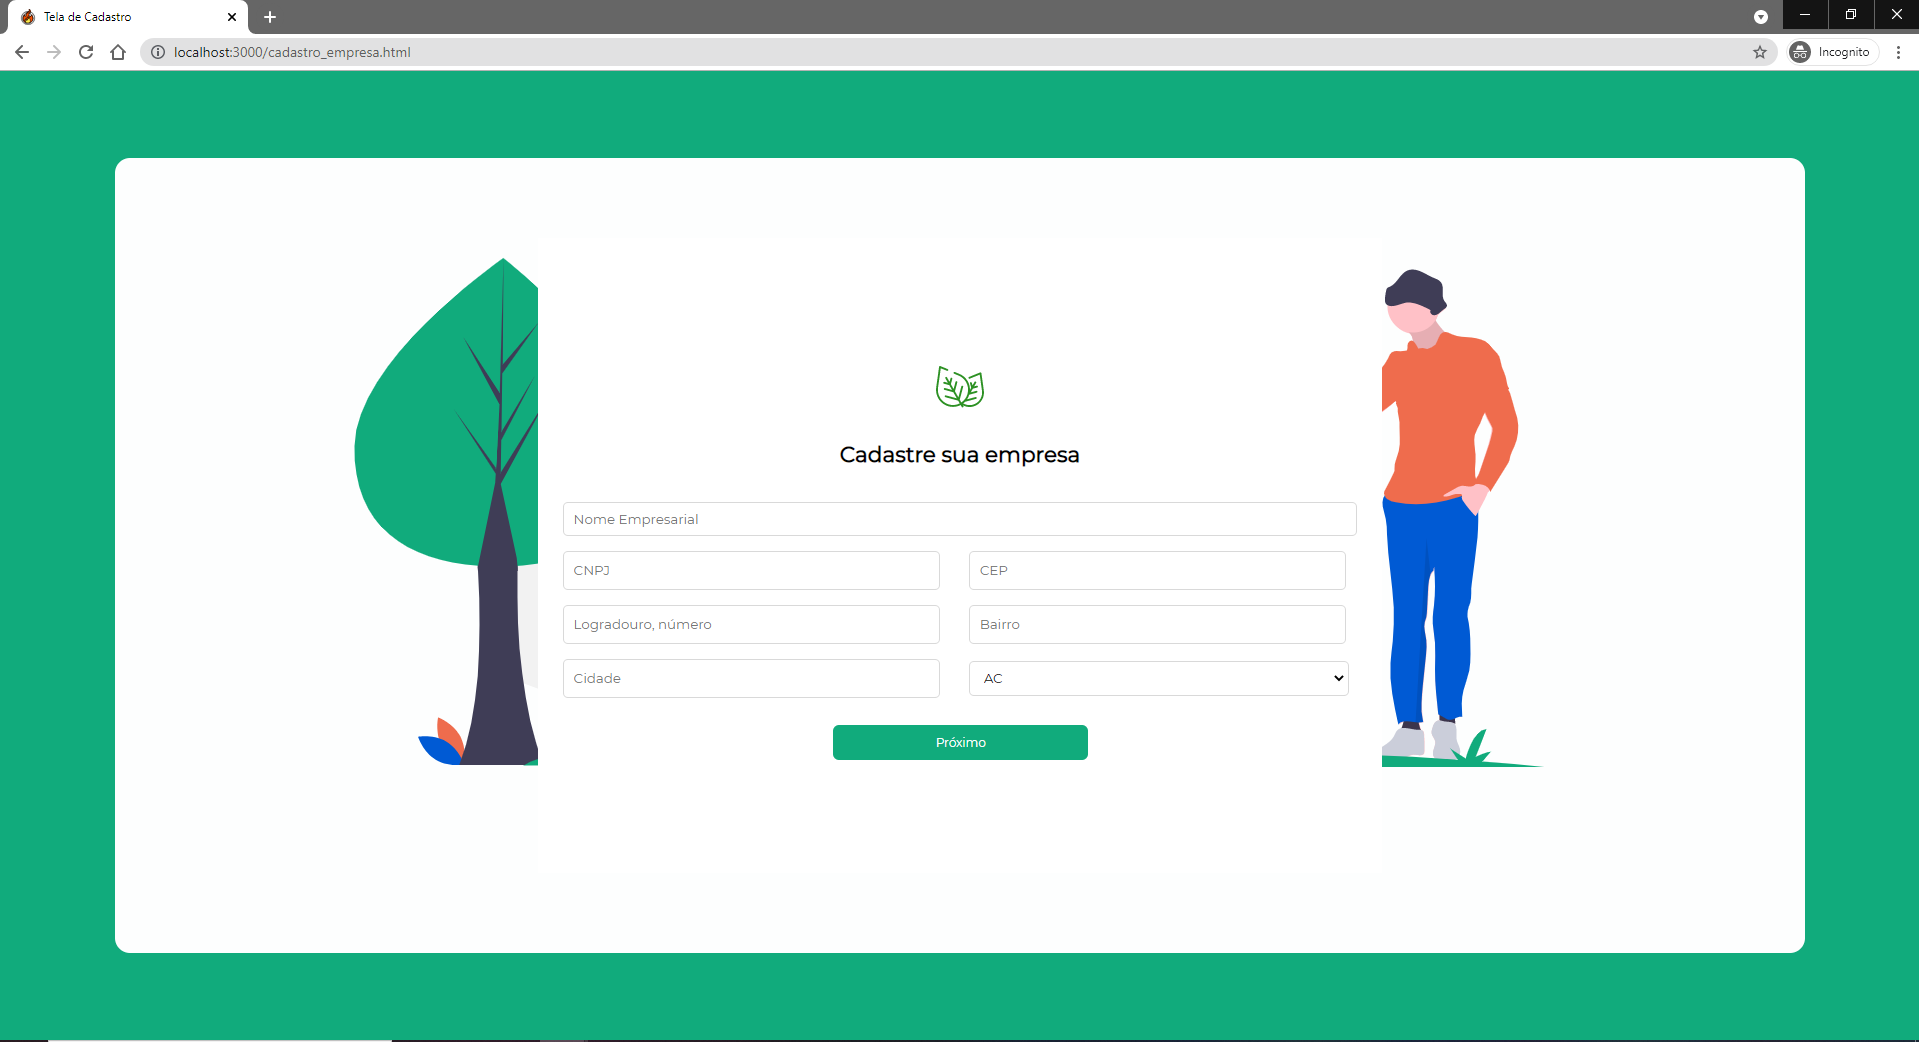 Tela de Cadastro
localhost:3000/cadastro_empresa.html
Incognito
Cadastre sua empresa
Nome Empresarial
CNPJ
CEP
Logradouro, número
Bairro
Cidade
AC
Próximo